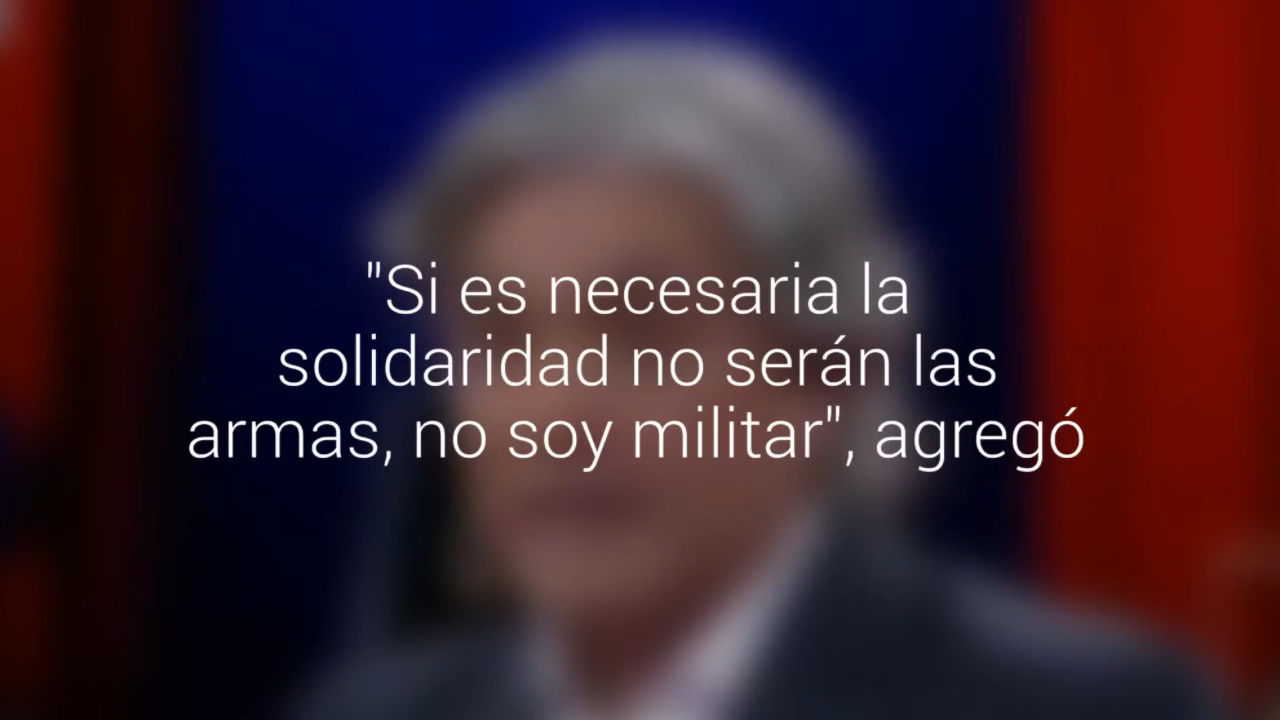 "Si es necesaria la
solidaridad no serán las
armas, no soy militar", agregó